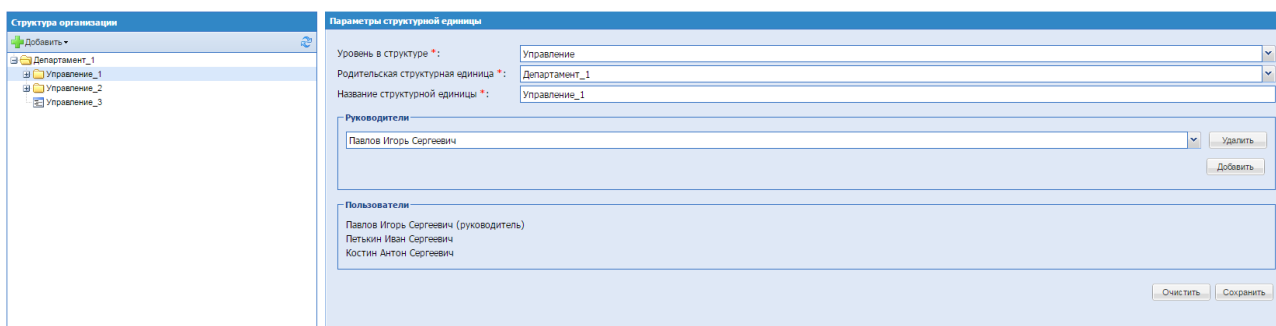 Структура организации
Добавить
Департамент_1
Управление_1
Управление_2
Управление_3
Параметры структурной единицы
Уровень в структуре *: Управление
Родительская структурная единица *: Департамент_1
Название структурной единицы *: Управление_1
Руководители
Павлов Игорь Сергеевич Удалить
Добавить
Пользователи
Павлов Игорь Сергеевич (руководитель)
Петькин Иван Сергеевич
Костин Антон Сергеевич
Очистить Сохранить